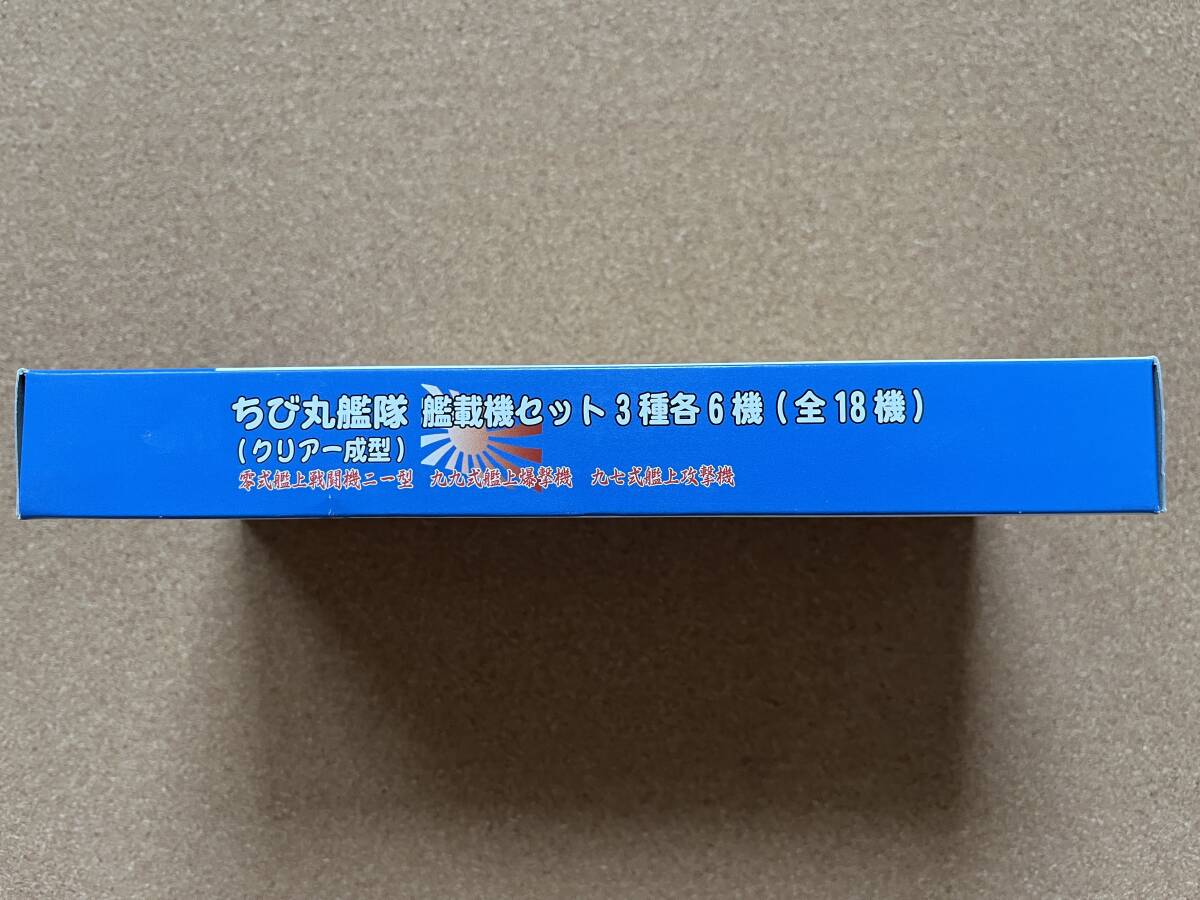 ちび丸艦隊 艦載機セット 3種各6機(全18機)
(クリアー成型)
零式艦上戦闘機二一型 九九式艦上爆撃機 九七式艦上攻撃機